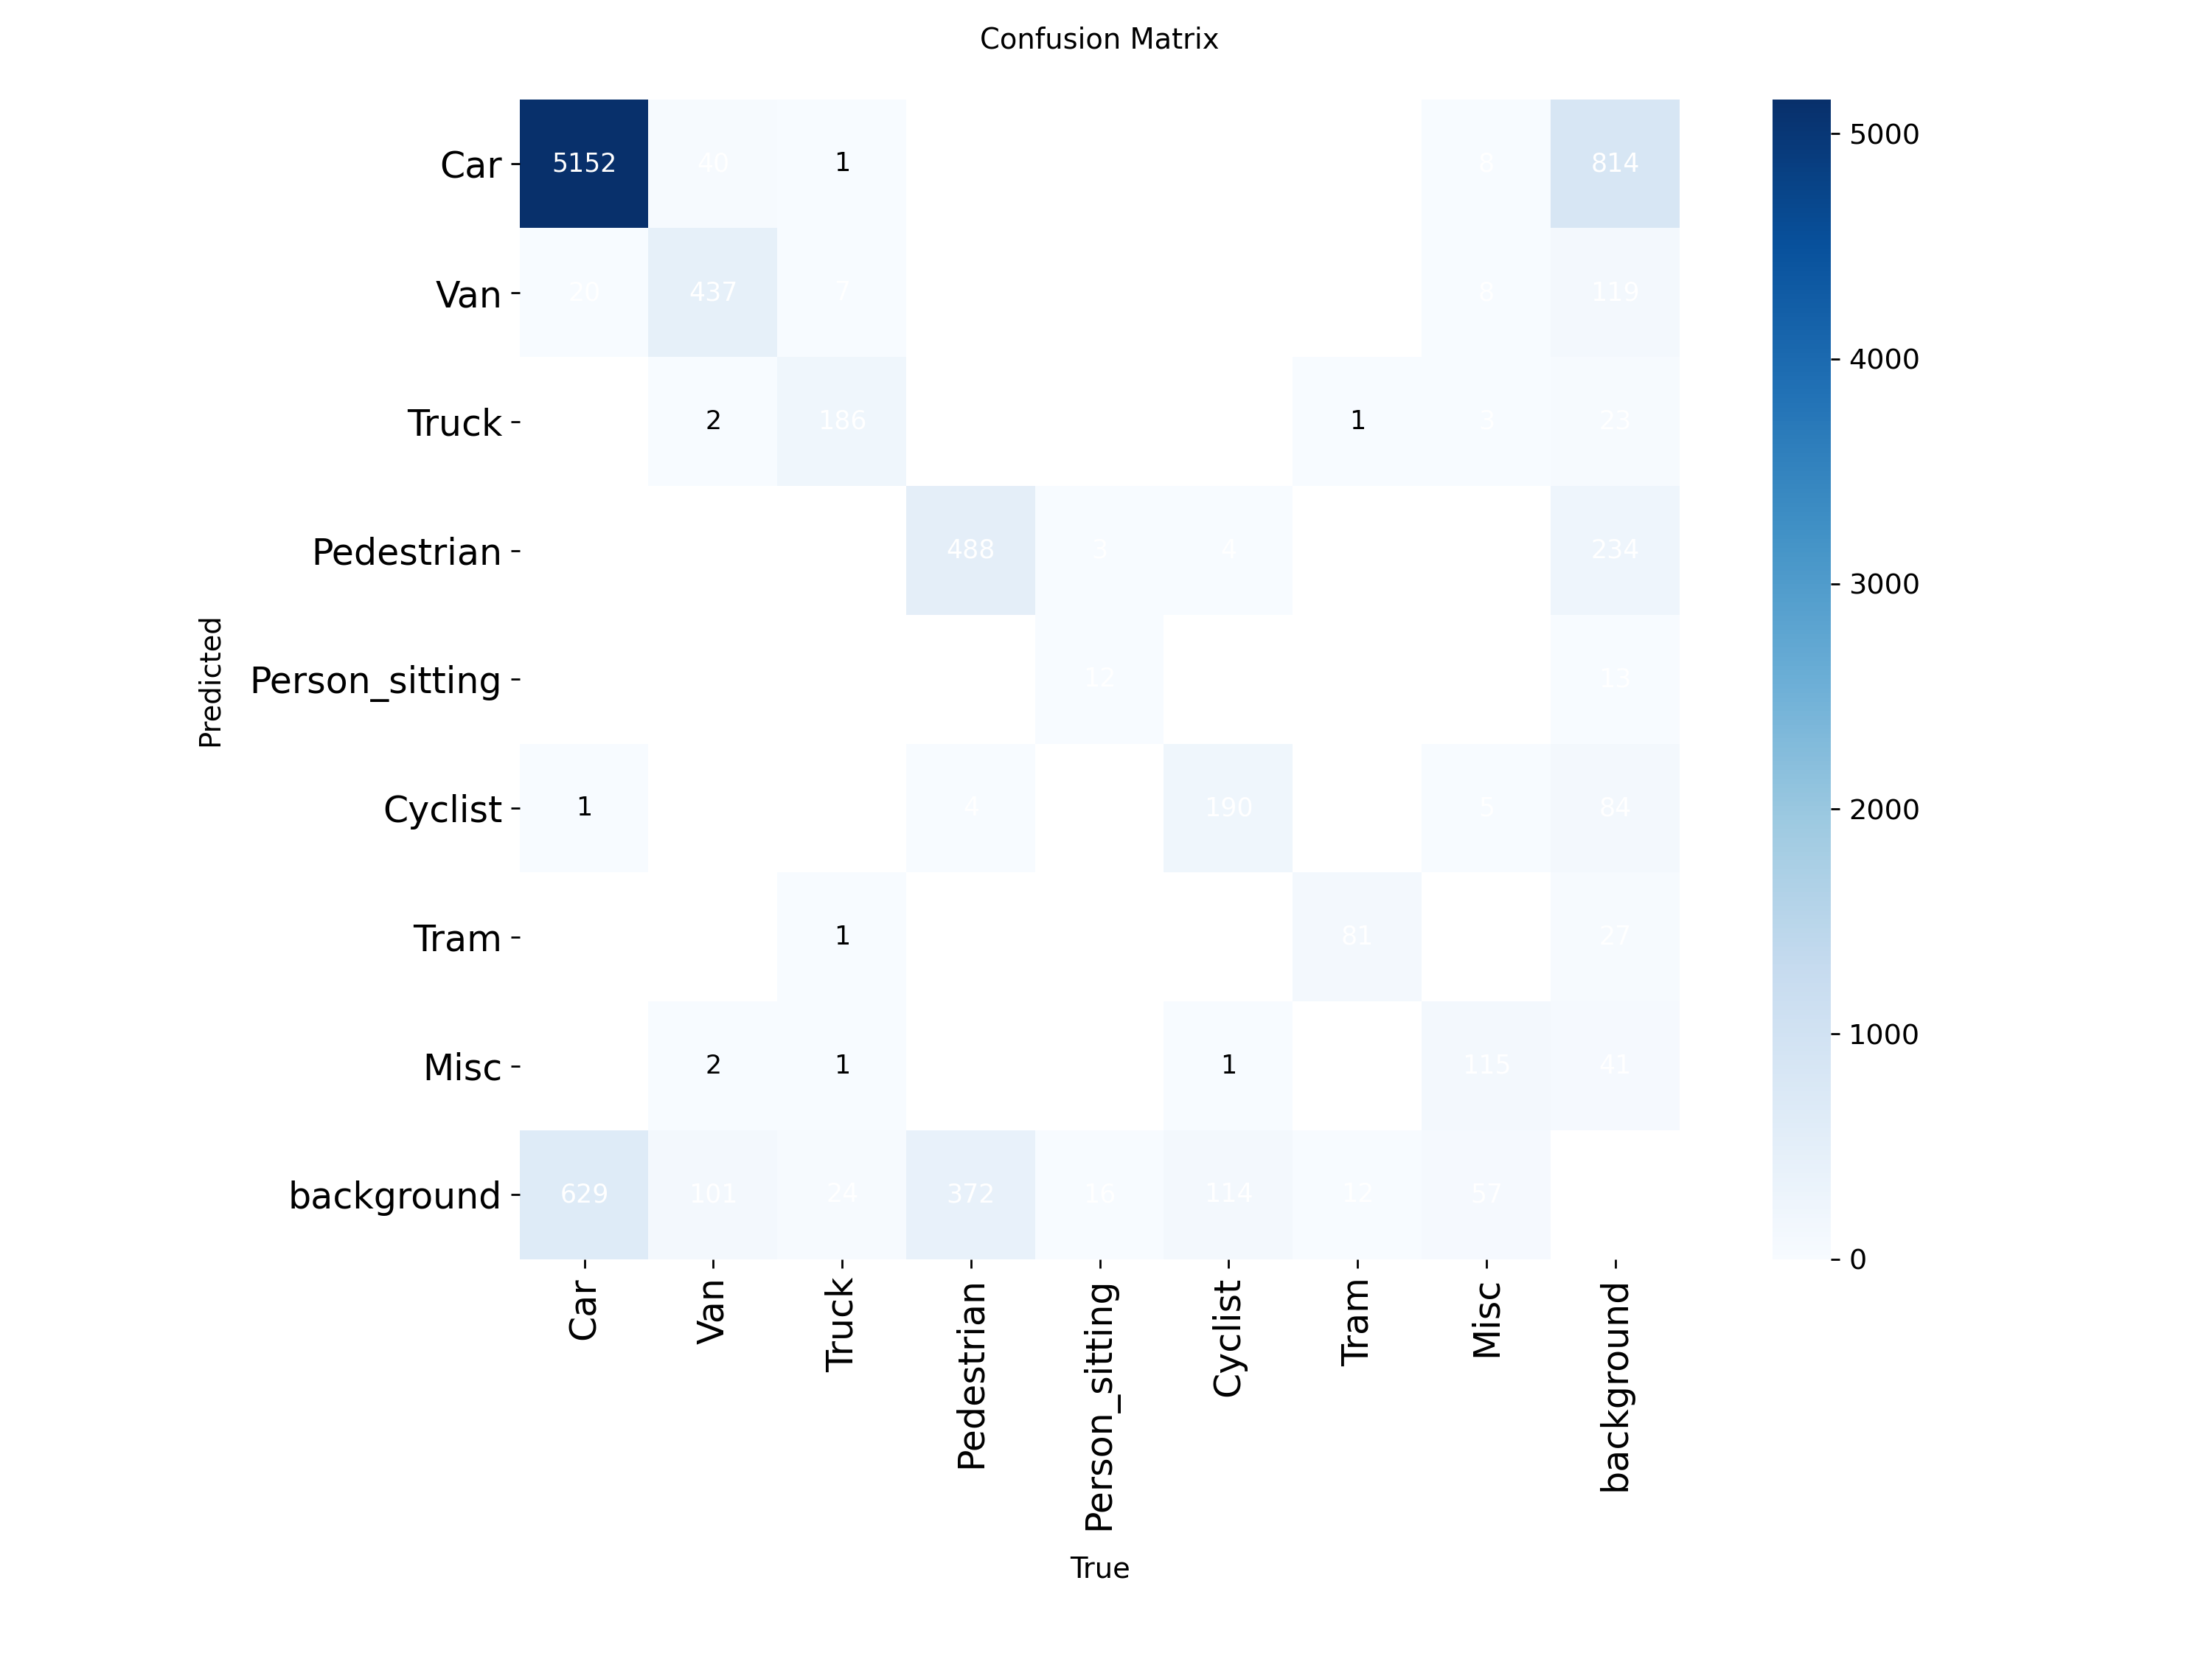 Confusion Matrix
Car 5152 40 1 8 814
Van 20 437 7 8 119
Truck 2 186 1 3 23
Pedestrian 488 3 4 234
Person_sitting 12 13
Cyclist 1 4 190 5 84
Tram 1 81 27
Misc 2 1 1 115 41
background 629 101 24 372 16 114 12 57
Car Van Truck Pedestrian Person_sitting Cyclist Tram Misc background
Predicted
True
5000
4000
3000
2000
1000
0